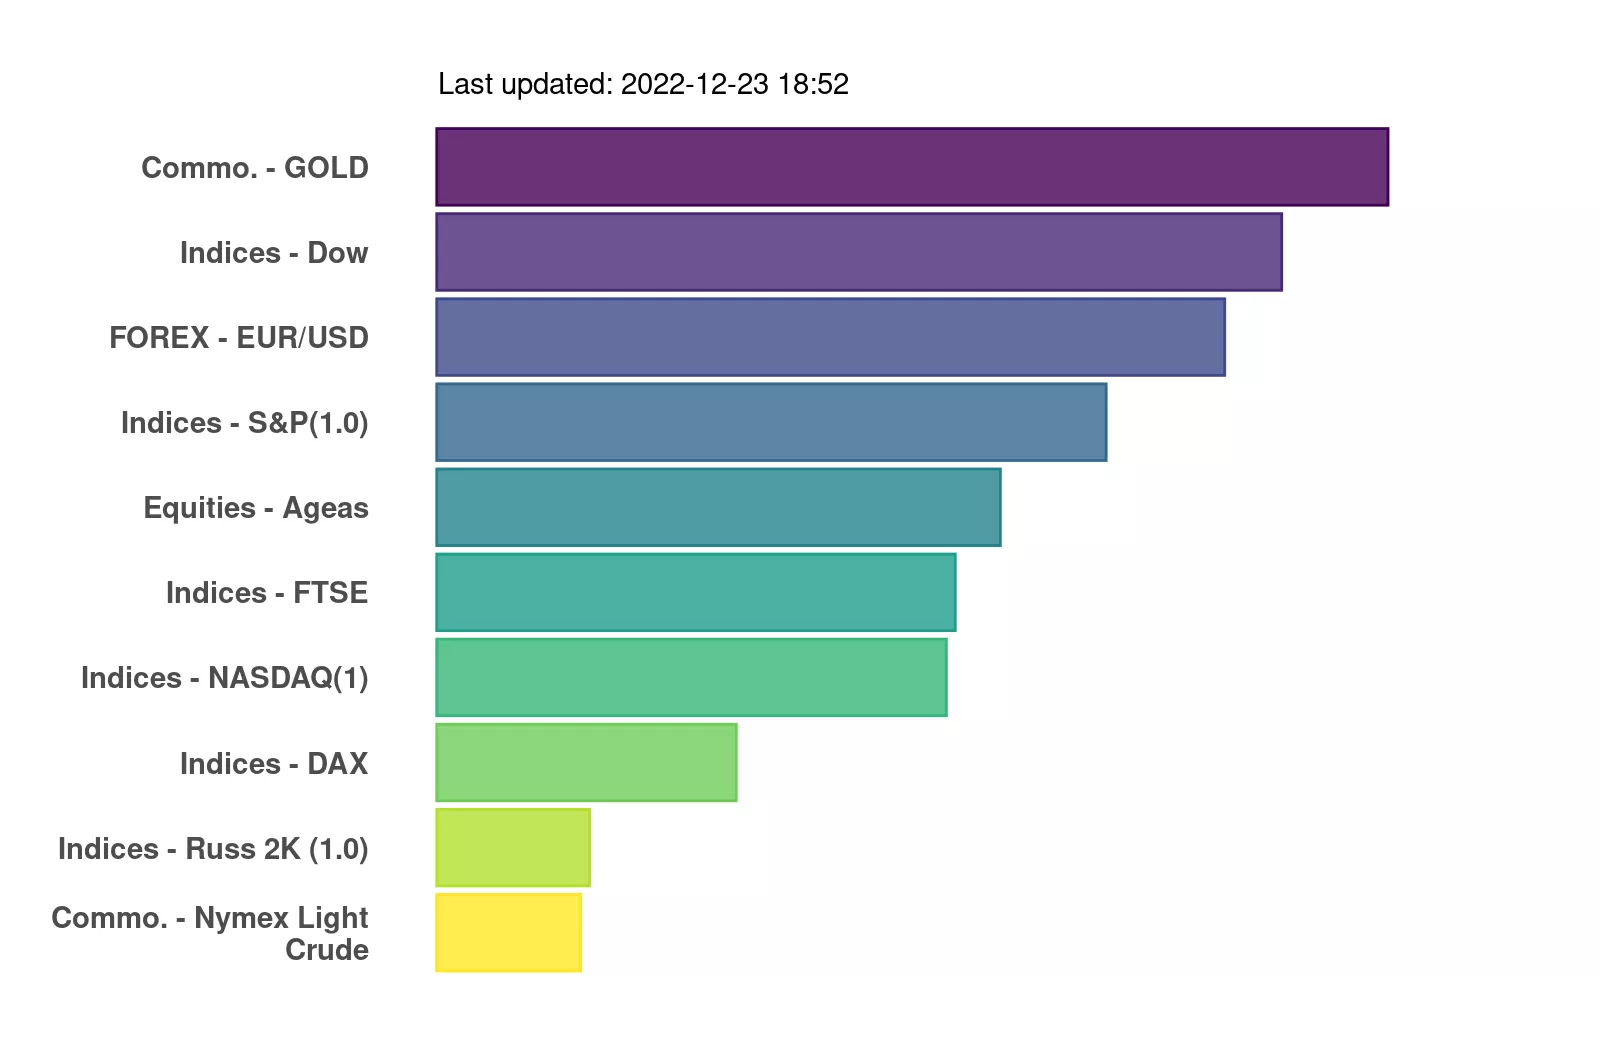 Last updated: 2022-12-23 18:52
Commo. - GOLD
Indices - Dow
FOREX - EUR/USD
Indices - S&P(1.0)
Equities - Ageas
Indices - FTSE
Indices - NASDAQ(1)
Indices - DAX
Indices - Russ 2K (1.0)
Commo. - Nymex Light
Crude